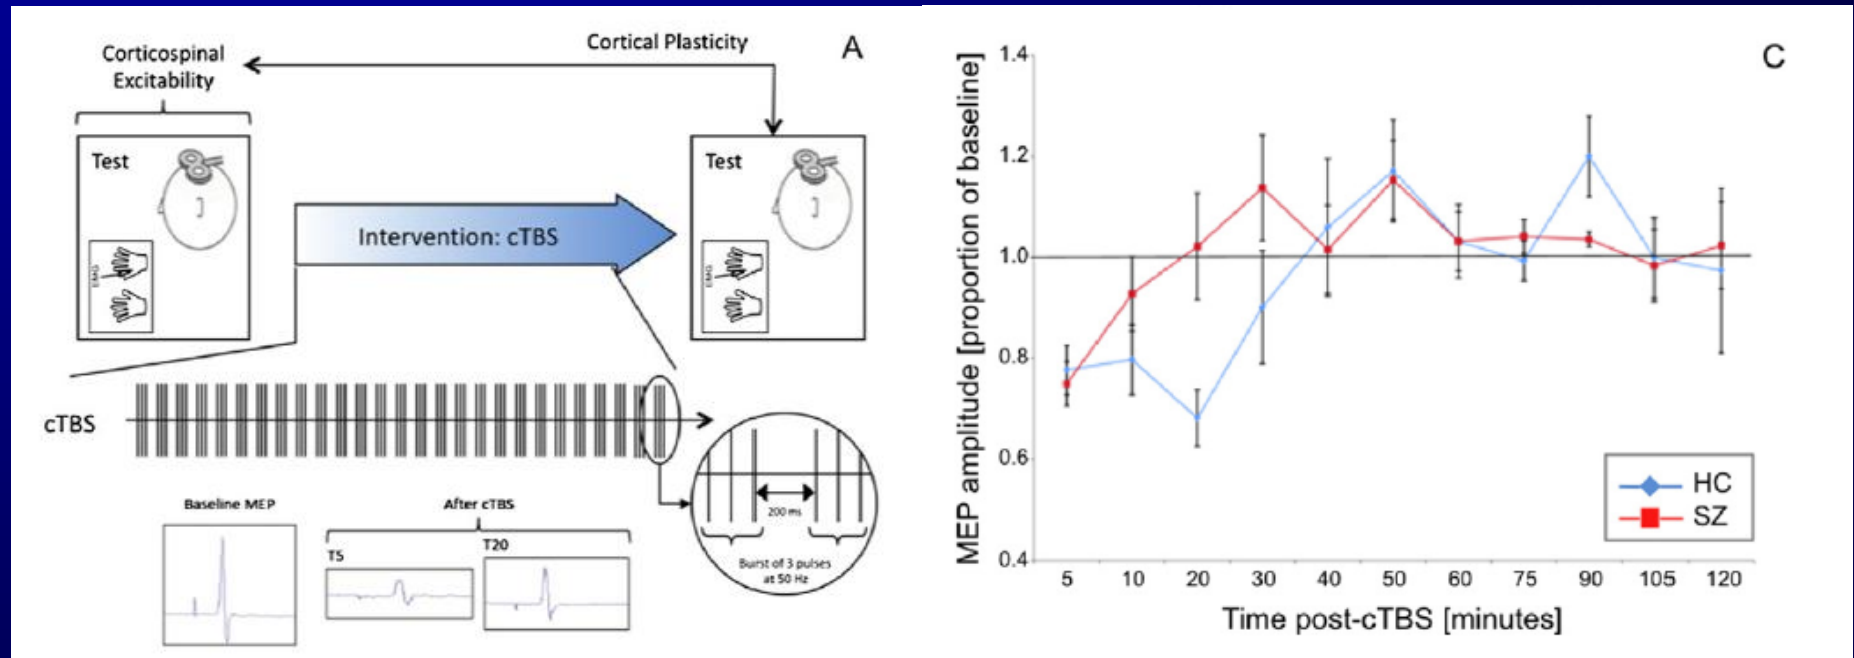 Corticospinal
Excitability
Cortical Plasticity
A
Test
EMG
Intervention: cTBS
Test
EMG
cTBS
200 ms
Burst of 3 pulses
at 50 Hz
Baseline MEP
After cTBS
T5
T20
C
MEP amplitude [proportion of baseline]
1.4
1.2
1.0
0.8
0.6
0.4
HC
SZ
5 10 20 30 40 50 60 75 90 105 120
Time post-cTBS [minutes]